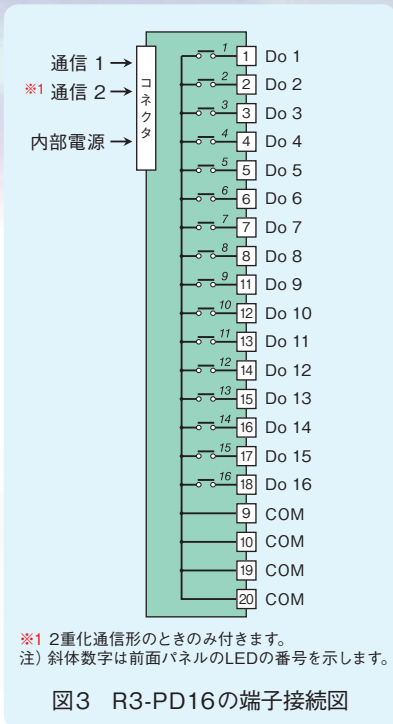 通信 1
※1 通信 2
内部電源
コネクタ
1 1 Do 1
2 2 Do 2
3 3 Do 3
4 4 Do 4
5 5 Do 5
6 6 Do 6
7 7 Do 7
8 8 Do 8
9 11 Do 9
10 12 Do 10
11 13 Do 11
12 14 Do 12
13 15 Do 13
14 16 Do 14
15 17 Do 15
16 18 Do 16
9 COM
10 COM
19 COM
20 COM
※1 2重化通信形のときのみ付きます。
注) 斜体数字は前面パネルのLEDの番号を示します。
図3 R3-PD16の端子接続図